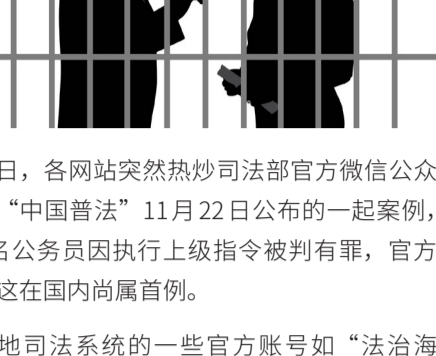 日，各网站突然热炒司法部官方微信公众
“中国普法”11月22日公布的一起案例，
名公务员因执行上级指令被判有罪，官方
这在国内尚属首例。
地司法系统的一些官方账号如“法治海